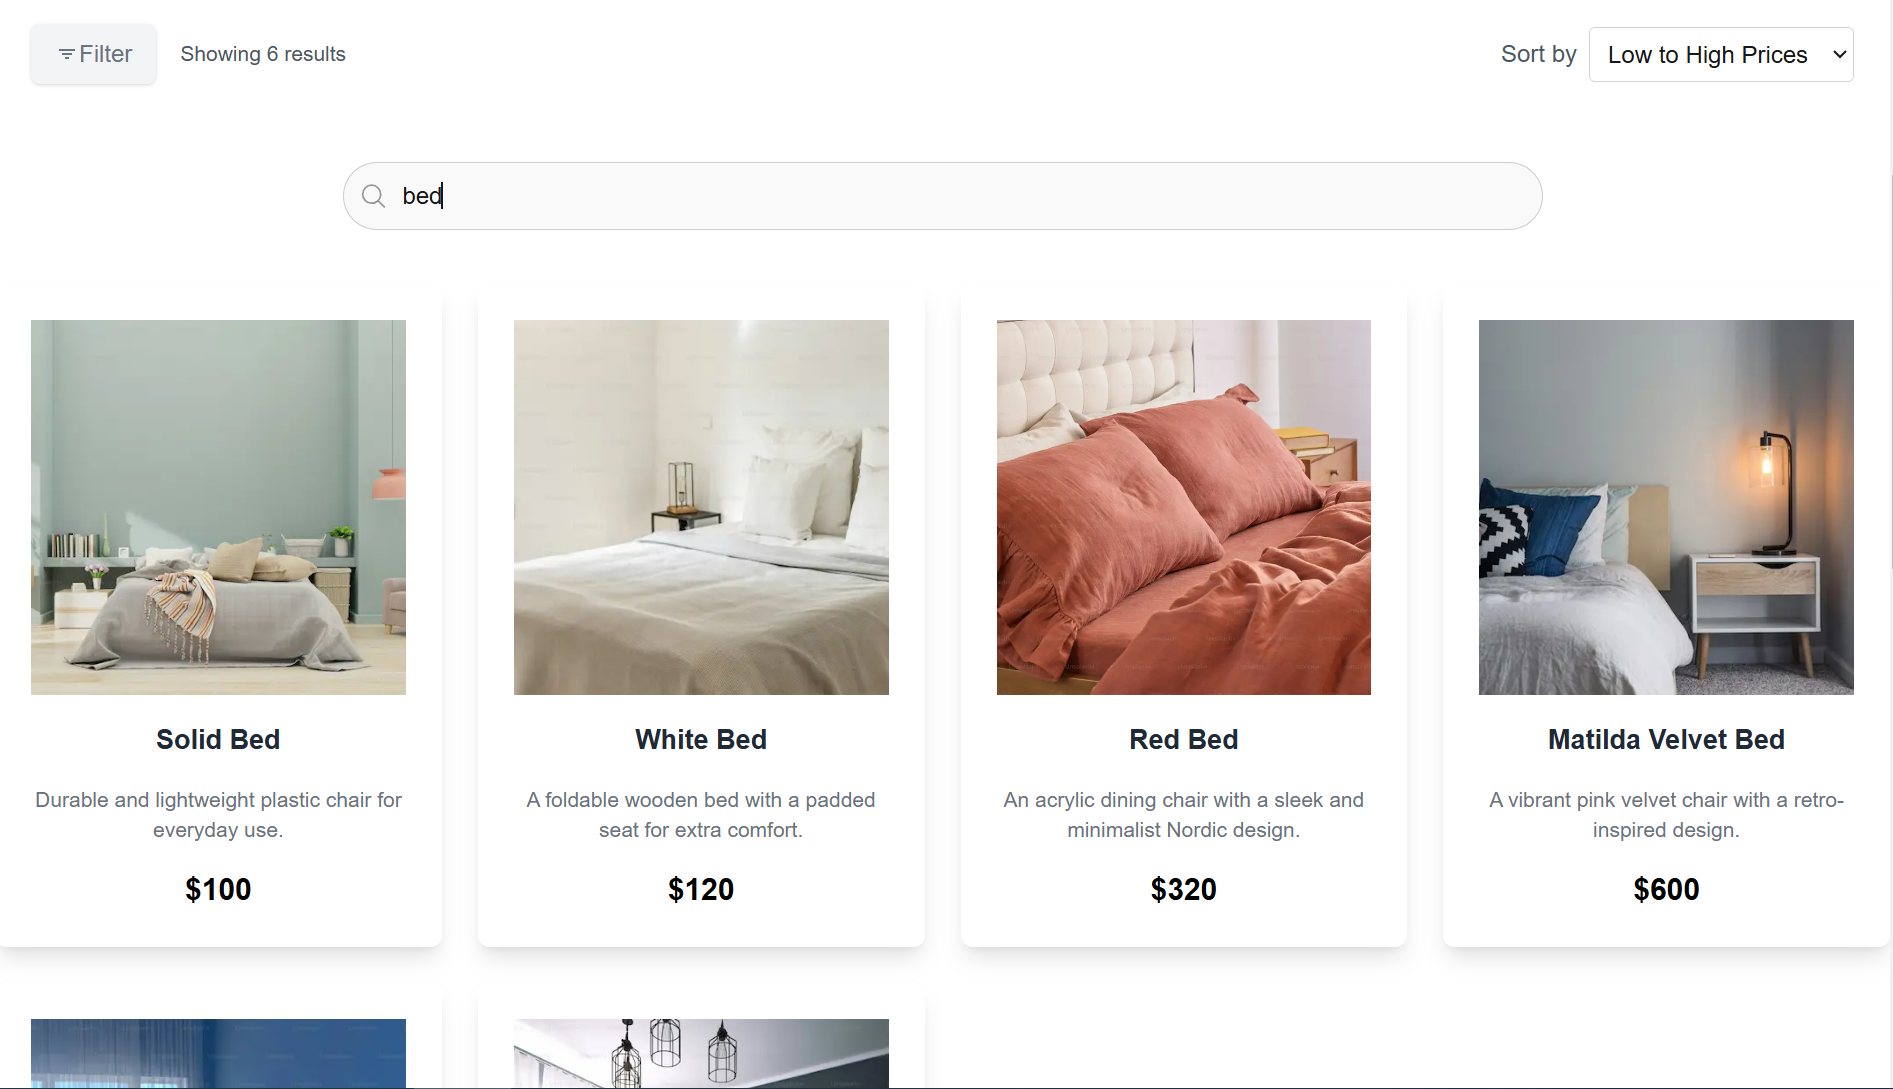 Filter
Showing 6 results
Sort by
Low to High Prices
bed
Solid Bed
Durable and lightweight plastic chair for
everyday use.
$100
White Bed
A foldable wooden bed with a padded
seat for extra comfort.
$120
Red Bed
An acrylic dining chair with a sleek and
minimalist Nordic design.
$320
Matilda Velvet Bed
A vibrant pink velvet chair with a retro-
inspired design.
$600